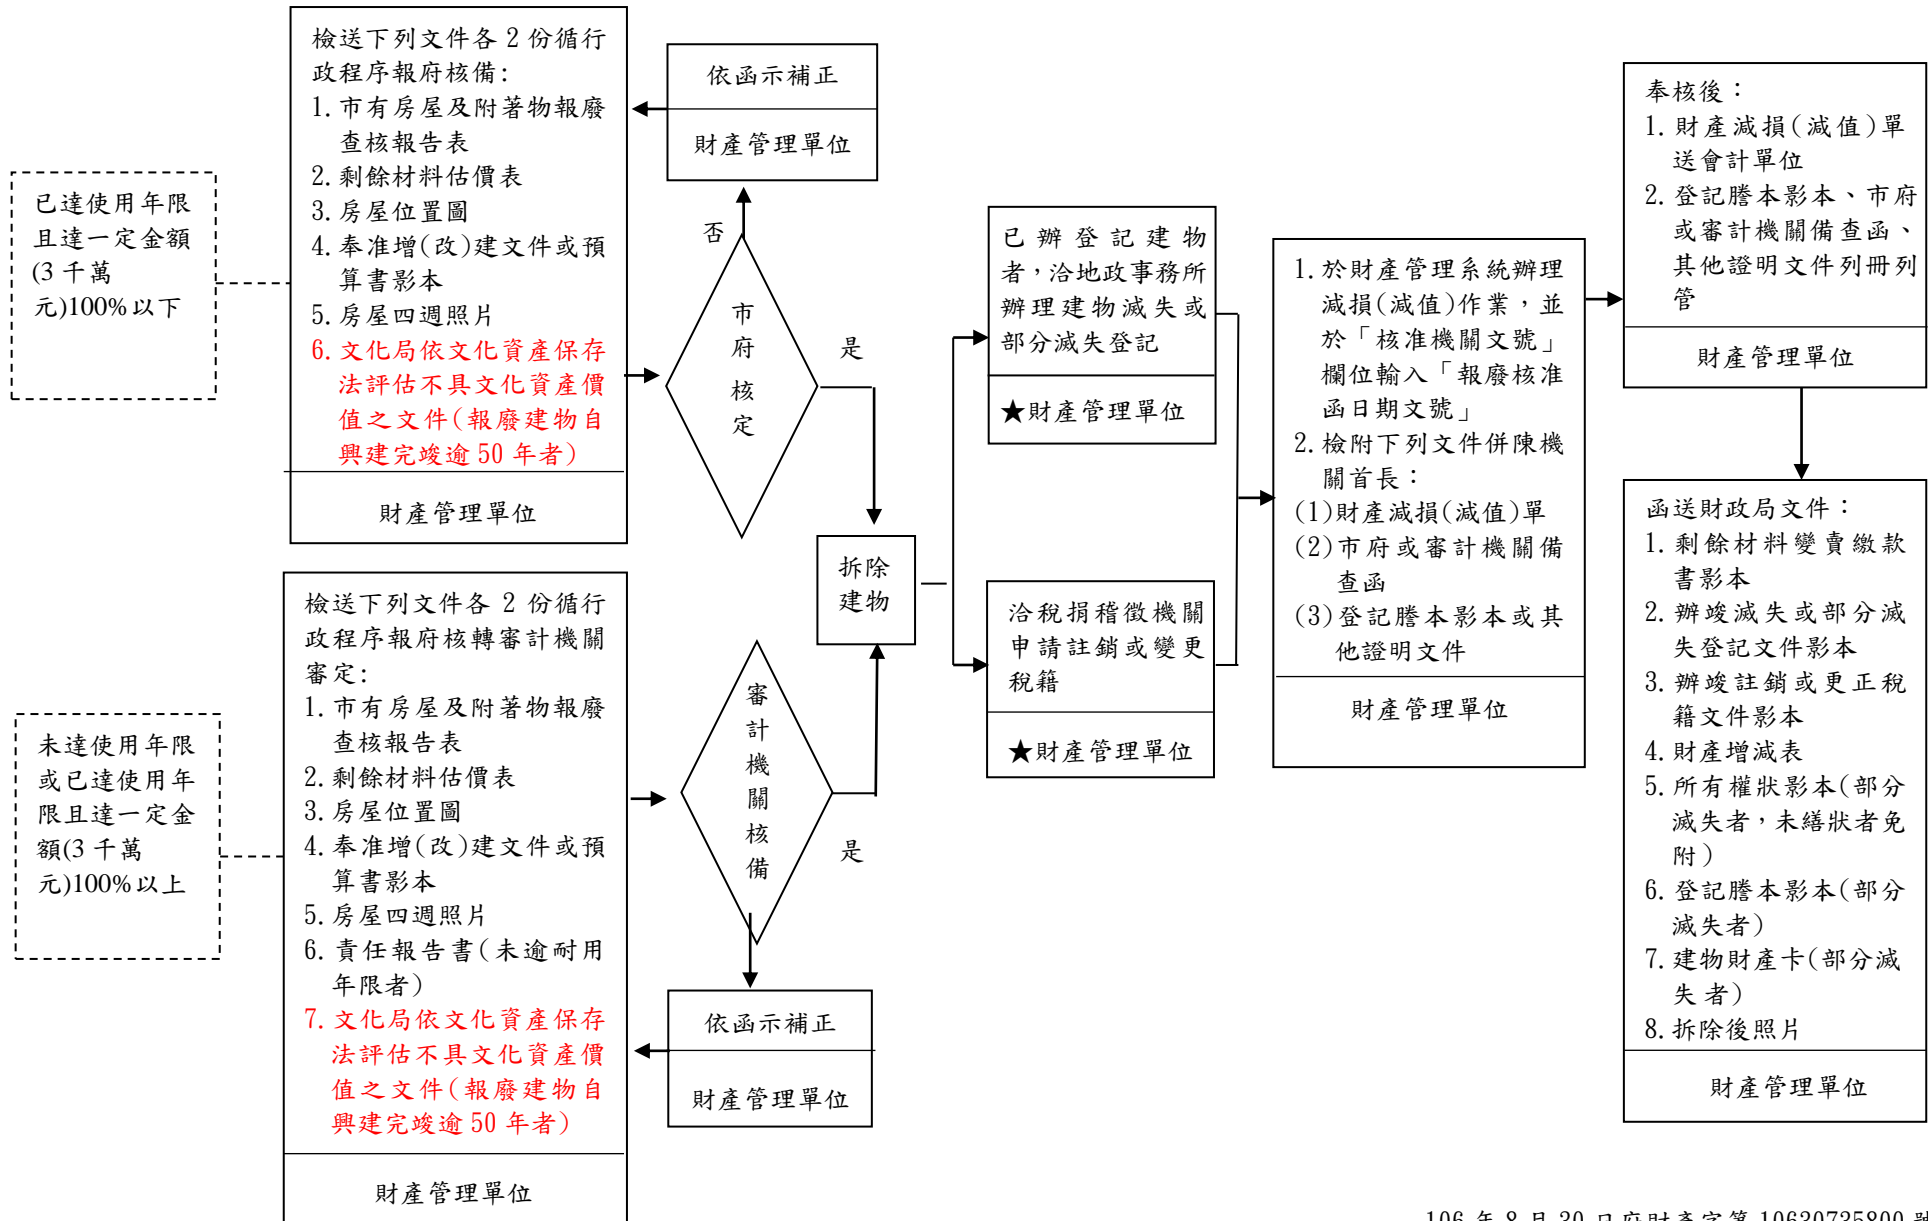 已達使用年限
且達一定金額
(3 千萬
元)100%以下
檢送下列文件各 2 份循行
政程序報府核備:
1. 市有房屋及附著物報廢
查核報告表
2. 剩餘材料估價表
3. 房屋位置圖
4. 奉准增(改)建文件或預
算書影本
5. 房屋四週照片
6. 文化局依文化資產保存
法評估不具文化資產價
值之文件(報廢建物自
興建完竣逾 50 年者)
財產管理單位
依函示補正
財產管理單位
否
市
府
核
定
是
未達使用年限
或已達使用年
限且達一定金
額(3 千萬
元)100%以上
檢送下列文件各 2 份循行
政程序報府核轉審計機關
審定:
1. 市有房屋及附著物報廢
查核報告表
2. 剩餘材料估價表
3. 房屋位置圖
4. 奉准增(改)建文件或預
算書影本
5. 房屋四週照片
6. 責任報告書(未逾耐用
年限者)
7. 文化局依文化資產保存
法評估不具文化資產價
值之文件(報廢建物自
興建完竣逾 50 年者)
財產管理單位
審
計
機
關
核
備
是
依函示補正
財產管理單位
拆除
建物
已辦登記建物
者，洽地政事務所
辦理建物滅失或
部分滅失登記
★財產管理單位
洽稅捐稽徵機關
申請註銷或變更
稅籍
★財產管理單位
1. 於財產管理系統辦理
減損(減值)作業，並
於「核准機關文號」
欄位輸入「報廢核准
函日期文號」
2. 檢附下列文件併陳機
關首長：
(1)財產減損(減值)單
(2)市府或審計機關備
查函
(3)登記謄本影本或其
他證明文件
財產管理單位
奉核後：
1. 財產減損(減值)單
送會計單位
2. 登記謄本影本、市府
或審計機關備查函、
其他證明文件列冊列
管
財產管理單位
函送財政局文件：
1. 剩餘材料變賣繳款
書影本
2. 辦竣滅失或部分滅
失登記文件影本
3. 辦竣註銷或更正稅
籍文件影本
4. 財產增減表
5. 所有權狀影本(部分
滅失者，未繕狀者免
附)
6. 登記謄本影本(部分
滅失者)
7. 建物財產卡(部分滅
失者)
8. 拆除後照片
財產管理單位
106 年 8 月 30 日府財產字第 10630735800 號